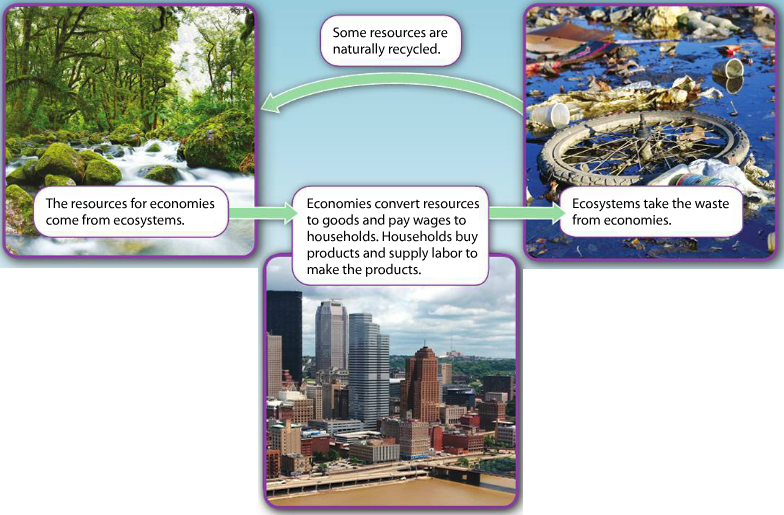 Some resources are
naturally recycled.
The resources for economies
come from ecosystems.
Economies convert resources
to goods and pay wages to
households. Households buy
products and supply labor to
make the products.
Ecosystems take the waste
from economies.